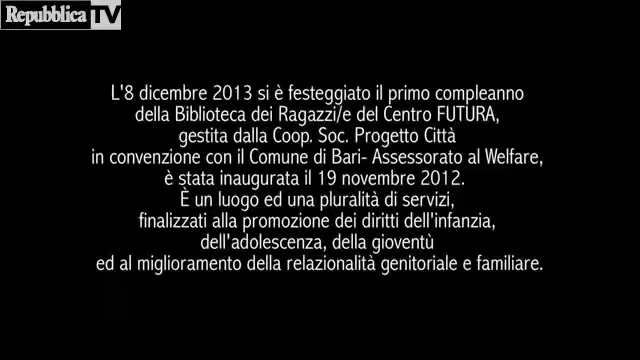 Repubblica TV
L'8 dicembre 2013 si è festeggiato il primo compleanno
della Biblioteca dei Ragazzi/e del Centro FUTURA,
gestita dalla Coop. Soc. Progetto Città
in convenzione con il Comune di Bari- Assessorato al Welfare,
è stata inaugurata il 19 novembre 2012.
È un luogo ed una pluralità di servizi,
finalizzati alla promozione dei diritti dell'infanzia,
dell'adolescenza, della gioventù
ed al miglioramento della relazionalità genitoriale e familiare.